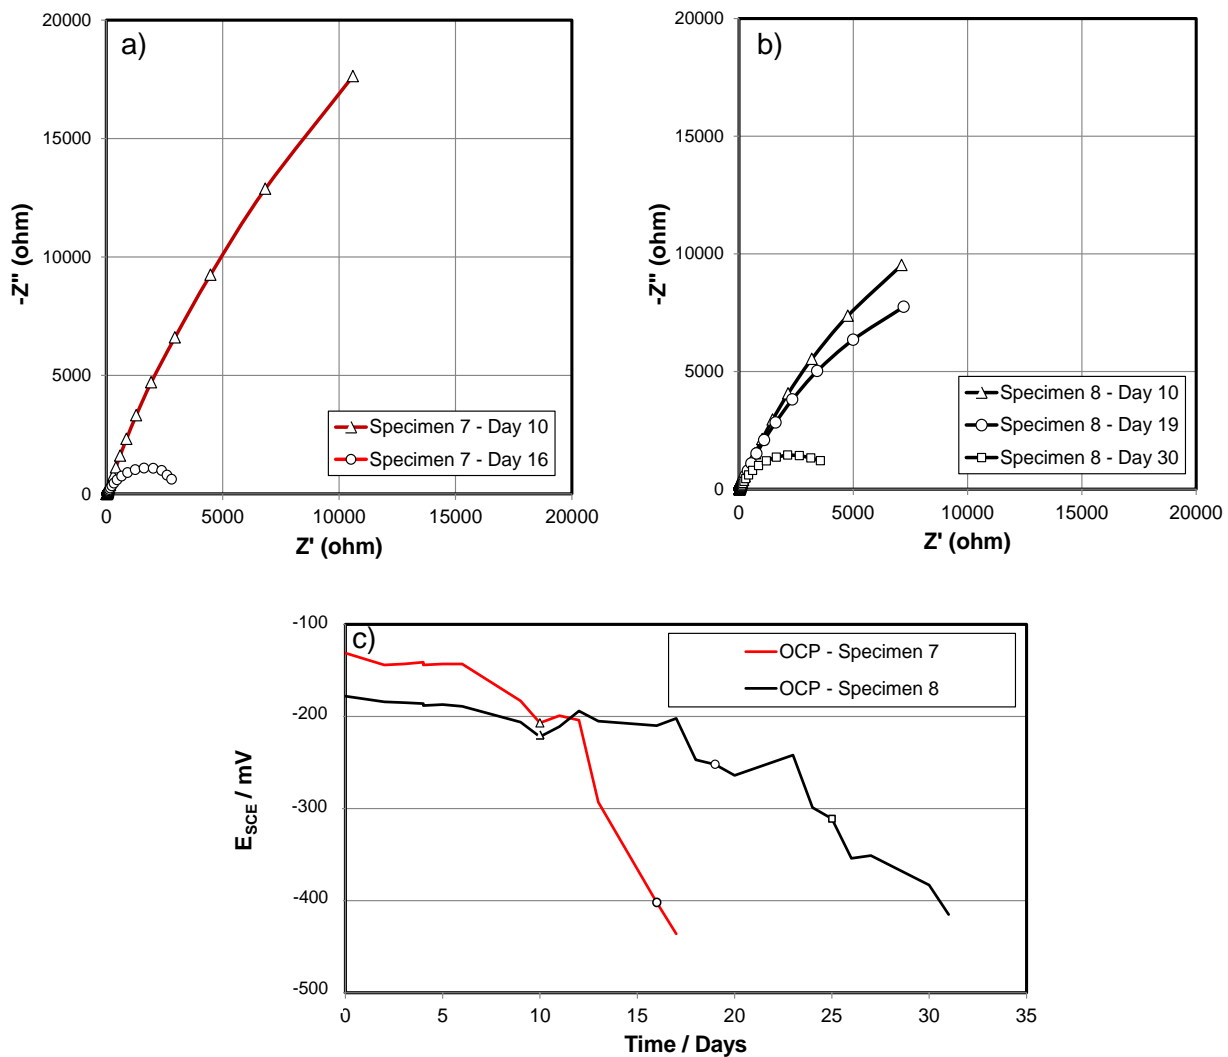 a)
20000
15000
10000
5000
0
-Z" (ohm)
0 5000 10000 15000 20000
Z' (ohm)
Specimen 7 - Day 10
Specimen 7 - Day 16
b)
20000
15000
10000
5000
0
-Z" (ohm)
0 5000 10000 15000 20000
Z' (ohm)
Specimen 8 - Day 10
Specimen 8 - Day 19
Specimen 8 - Day 30
c)
-100
-200
-300
-400
-500
E_SCE / mV
0 5 10 15 20 25 30 35
Time / Days
OCP - Specimen 7
OCP - Specimen 8